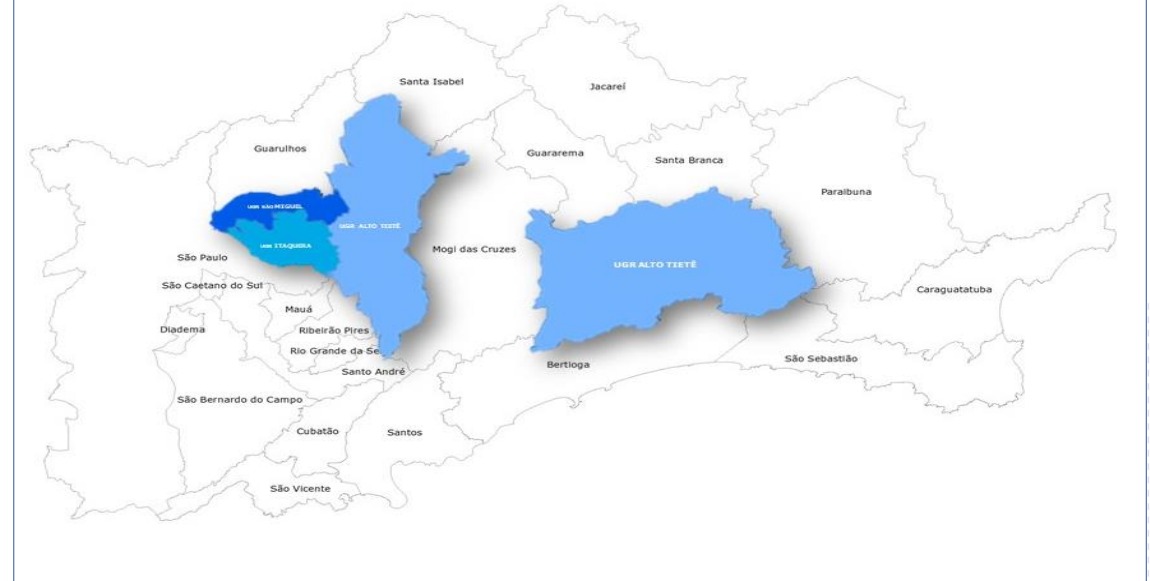 Santa Isabel
Jacareí
Guarulhos
Guararema
Santa Branca
Paraibuna
UGR SÃO MIGUEL
UGR ALTO TIETÊ
UGR ITAQUERA
Mogi das Cruzes
São Paulo
UGR ALTO TIETÊ
São Caetano do Sul
Caraguatatuba
Mauá
Diadema
Ribeirão Pires
Rio Grande da Se
São Sebastião
Bertioga
Santo André
São Bernardo do Campo
Cubatão
Santos
São Vicente